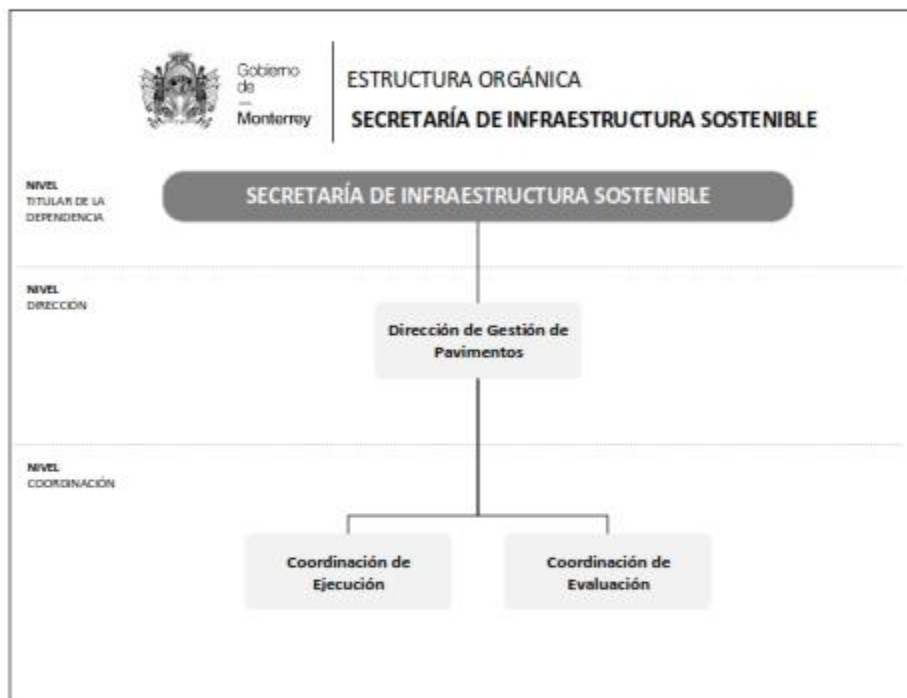 Gobierno
de
—
Monterrey
ESTRUCTURA ORGÁNICA
SECRETARÍA DE INFRAESTRUCTURA SOSTENIBLE
NIVEL
TITULAR DE LA
DEPENDENCIA
SECRETARÍA DE INFRAESTRUCTURA SOSTENIBLE
NIVEL
DIRECCIÓN
Dirección de Gestión de
Pavimentos
NIVEL
COORDINACIÓN
Coordinación de
Ejecución
Coordinación de
Evaluación